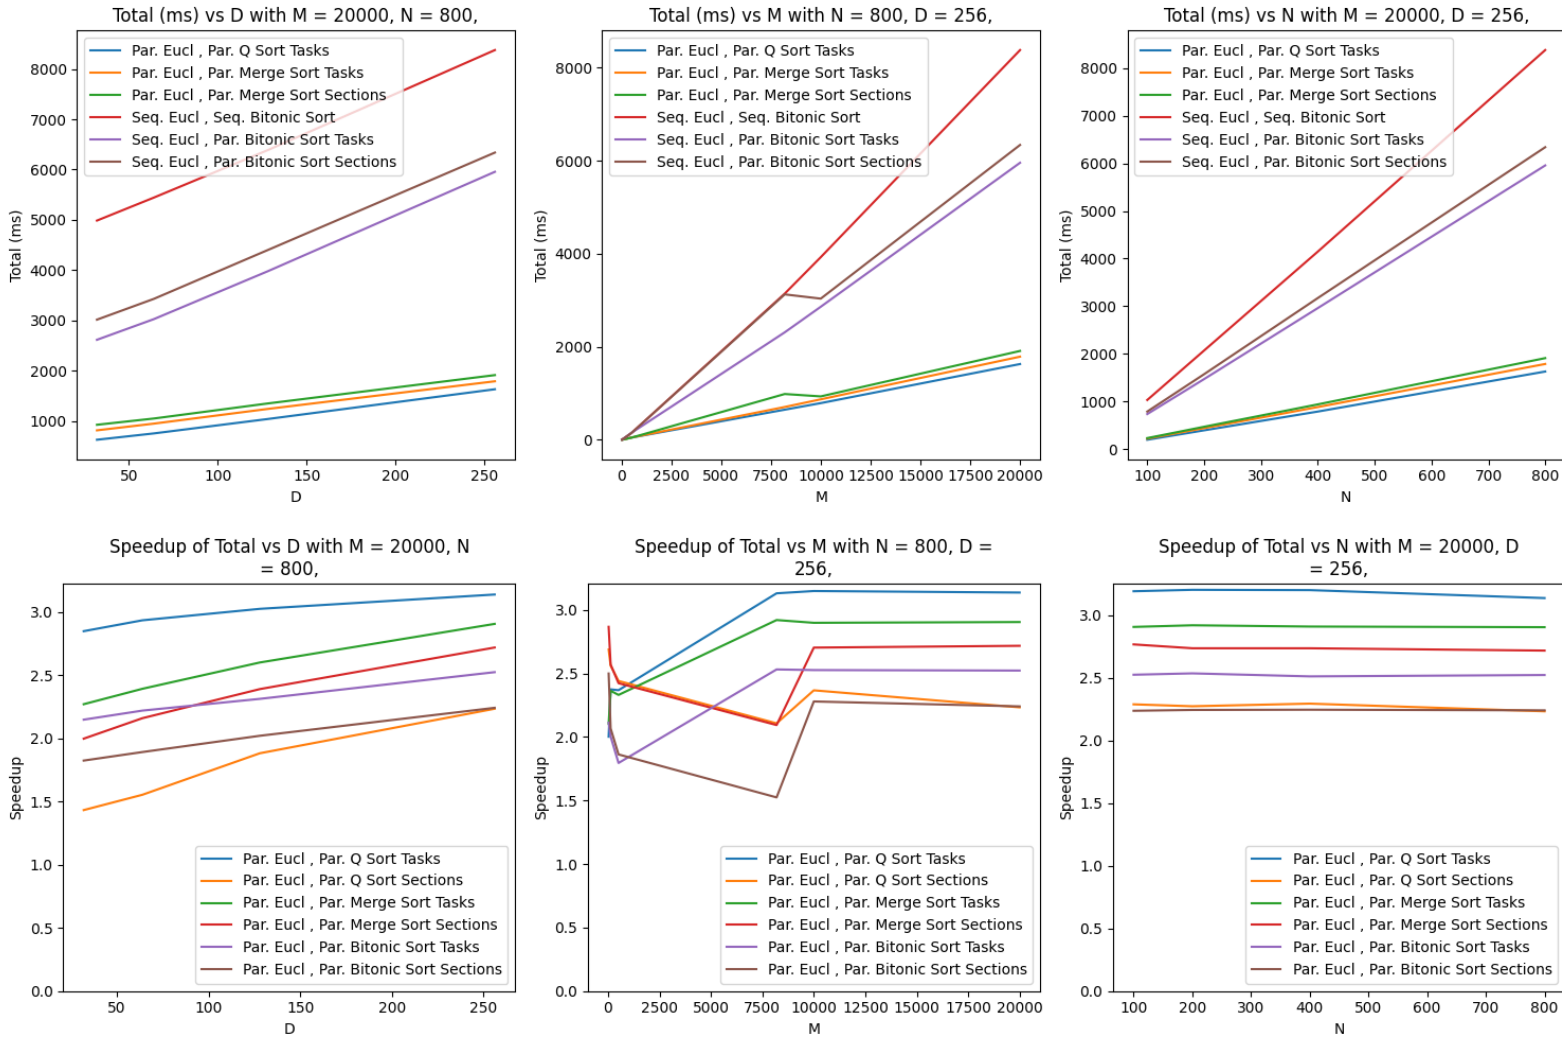 Total (ms) vs D with M = 20000, N = 800,
Par. Eucl , Par. Q Sort Tasks
Par. Eucl , Par. Merge Sort Tasks
Par. Eucl , Par. Merge Sort Sections
Seq. Eucl , Seq. Bitonic Sort
Seq. Eucl , Par. Bitonic Sort Tasks
Seq. Eucl , Par. Bitonic Sort Sections
8000
7000
6000
5000
4000
3000
2000
1000
Total (ms)
50
100
150
200
250
D
Total (ms) vs M with N = 800, D = 256,
Par. Eucl , Par. Q Sort Tasks
Par. Eucl , Par. Merge Sort Tasks
Par. Eucl , Par. Merge Sort Sections
Seq. Eucl , Seq. Bitonic Sort
Seq. Eucl , Par. Bitonic Sort Tasks
Seq. Eucl , Par. Bitonic Sort Sections
8000
6000
4000
2000
0
Total (ms)
0
2500
5000
7500
10000
12500
15000
17500
20000
M
Total (ms) vs N with M = 20000, D = 256,
Par. Eucl , Par. Q Sort Tasks
Par. Eucl , Par. Merge Sort Tasks
Par. Eucl , Par. Merge Sort Sections
Seq. Eucl , Seq. Bitonic Sort
Seq. Eucl , Par. Bitonic Sort Tasks
Seq. Eucl , Par. Bitonic Sort Sections
8000
7000
6000
5000
4000
3000
2000
1000
0
Total (ms)
100
200
300
400
500
600
700
800
N
Speedup of Total vs D with M = 20000, N
= 800,
3.0
2.5
2.0
1.5
1.0
0.5
0.0
Speedup
Par. Eucl , Par. Q Sort Tasks
Par. Eucl , Par. Q Sort Sections
Par. Eucl , Par. Merge Sort Tasks
Par. Eucl , Par. Merge Sort Sections
Par. Eucl , Par. Bitonic Sort Tasks
Par. Eucl , Par. Bitonic Sort Sections
50
100
150
200
250
D
Speedup of Total vs M with N = 800, D =
256,
3.0
2.5
2.0
1.5
1.0
0.5
0.0
Speedup
Par. Eucl , Par. Q Sort Tasks
Par. Eucl , Par. Q Sort Sections
Par. Eucl , Par. Merge Sort Tasks
Par. Eucl , Par. Merge Sort Sections
Par. Eucl , Par. Bitonic Sort Tasks
Par. Eucl , Par. Bitonic Sort Sections
0
2500
5000
7500
10000
12500
15000
17500
20000
M
Speedup of Total vs N with M = 20000, D
= 256,
3.0
2.5
2.0
1.5
1.0
0.5
0.0
Speedup
Par. Eucl , Par. Q Sort Tasks
Par. Eucl , Par. Q Sort Sections
Par. Eucl , Par. Merge Sort Tasks
Par. Eucl , Par. Merge Sort Sections
Par. Eucl , Par. Bitonic Sort Tasks
Par. Eucl , Par. Bitonic Sort Sections
100
200
300
400
500
600
700
800
N